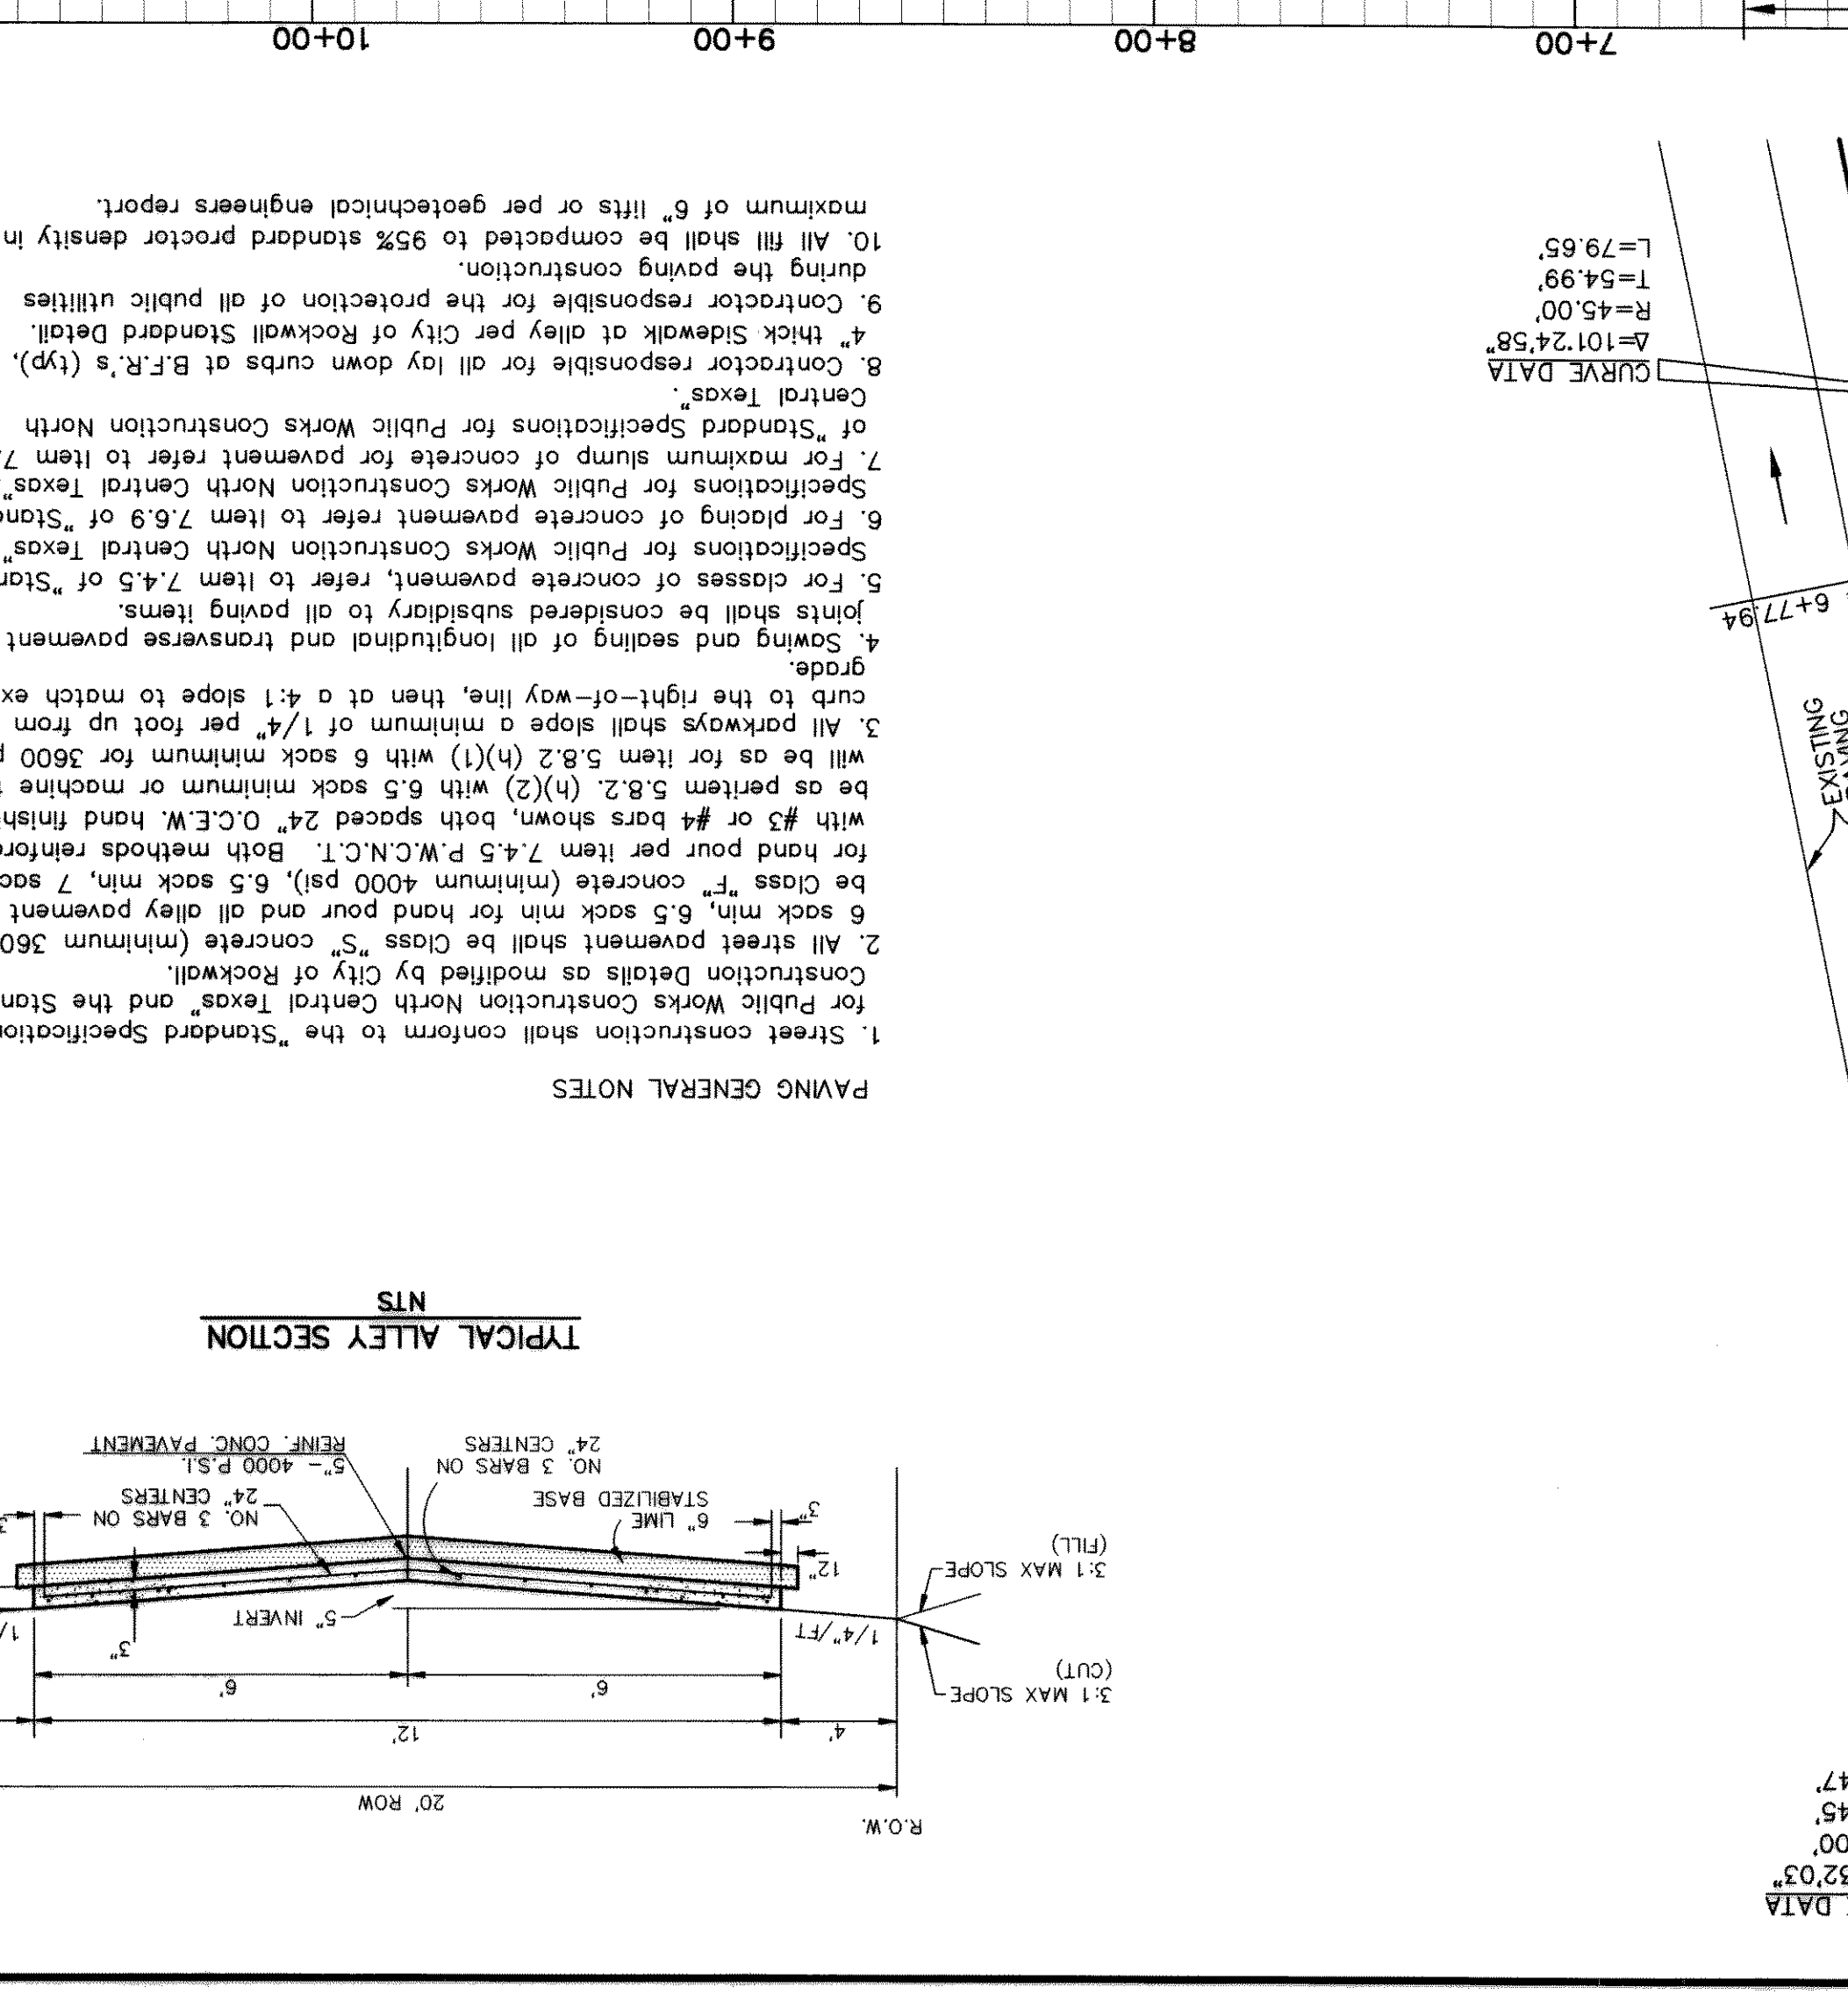 DATA
32'03"
00'
45'
47'
R.O.W.
20' ROW
4'
12'
6'
6'
3:1 MAX SLOPE
(CUT)
1/4"/FT
5" INVERT
3"
3:1 MAX SLOPE
(FILL)
12"
3"
6" LIME
STABILIZED BASE
NO. 3 BARS ON
24" CENTERS
NO. 3 BARS ON
24" CENTERS
5"- 4000 P.S.I.
REINF. CONC. PAVEMENT
TYPICAL ALLEY SECTION
NTS
PAVING GENERAL NOTES
1. Street construction shall conform to the "Standard
for Public Works Construction North Central Texas" and the
Construction Details as modified by City of Rockwall.
2. All street pavement shall be Class "S" concrete (minimum
6 sack min, 6.5 sack min for hand pour and all alley pavement
be Class "F" concrete (minimum 4000 psi), 6.5 sack min, 7
for hand pour per item 7.4.5 P.W.C.N.C.T. Both methods
with #3 or #4 bars shown, both spaced 24" O.C.E.W. hand
be as peritem 5.8.2. (h)(2) with 6.5 sack minimum or machine
will be as for item 5.8.2 (h)(1) with 6 sack minimum for 3600
3. All parkways shall slope a minimum of 1/4" per foot up from
curb to the right-of-way line, then at a 4:1 slope to match
grade.
4. Sawing and sealing of all longitudinal and transverse pavement
joints shall be considered subsidiary to all paving items.
5. For classes of concrete pavement, refer to Item 7.4.5 of
Specifications for Public Works Construction North Central Texas"
6. For placing of concrete pavement refer to Item 7.6.9 of
Specifications for Public Works Construction North Central Texas"
7. For maximum slump of concrete for pavement refer to Item 7.
of "Standard Specifications for Public Works Construction North
Central Texas".
8. Contractor responsible for all lay down curbs at B.F.R.'s (typ),
4" thick Sidewalk at alley per City of Rockwall Standard Detail.
9. Contractor responsible for the protection of all public utilities
during the paving construction.
10. All fill shall be compacted to 95% standard proctor density in
maximum of 6" lifts or per geotechnical engineers report.
EXISTING
6+77.94
CURVE DATA
Δ=101°24'58"
R=45.00'
T=54.99'
L=79.65'
7+00
8+00
9+00
10+00